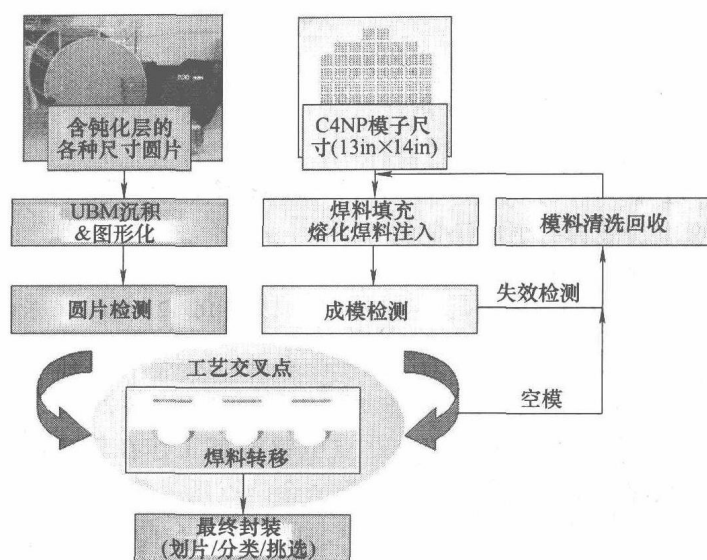 200 mm
含钝化层的
各种尺寸圆片
C4NP模子尺
寸(13in×14in)
UBM沉积
&图形化
焊料填充
熔化焊料注入
模料清洗回收
圆片检测
成模检测
失效检测
工艺交叉点
空模
焊料转移
最终封装
(划片/分类/挑选)